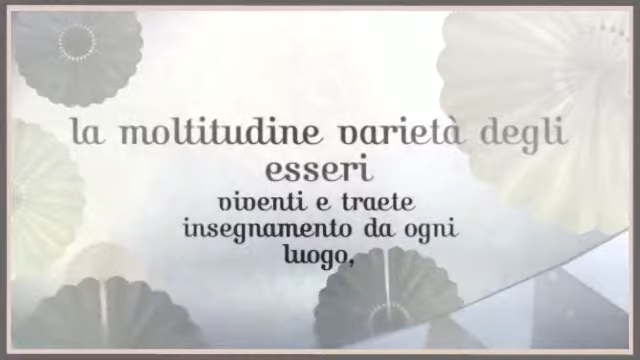 la moltitudine varietà degli
esseri
viventi e traete
insegnamento da ogni
luogo,